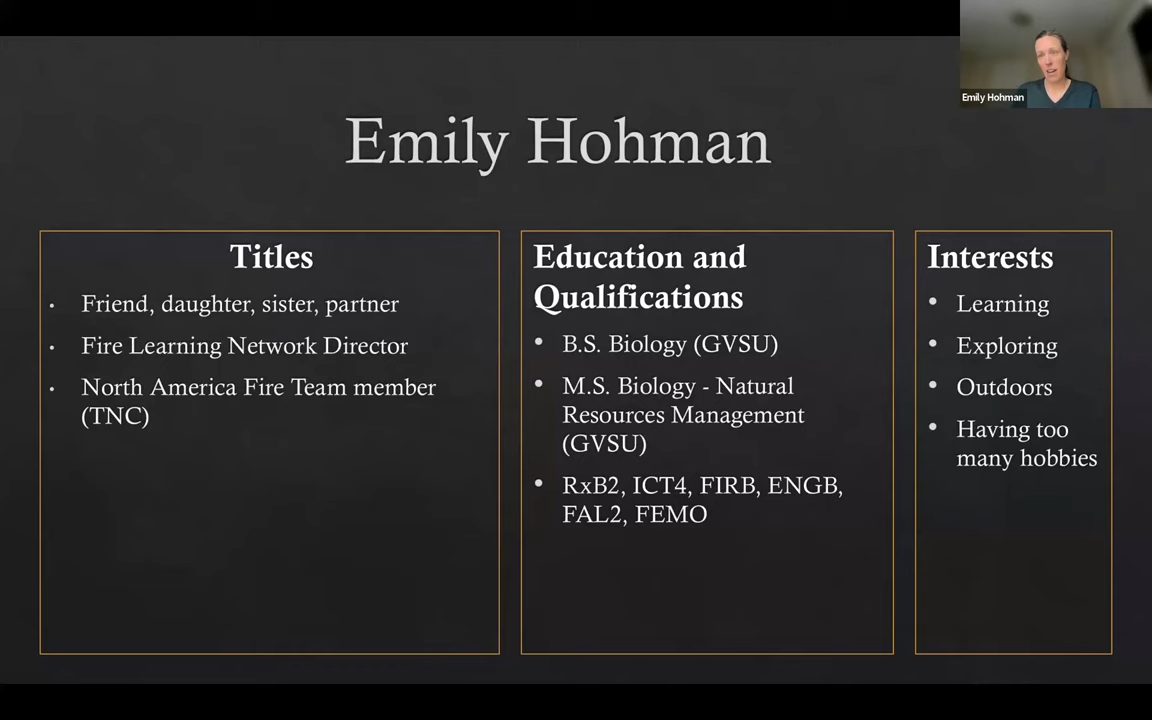 Emily Hohman
Emily Hohman
Titles
• Friend, daughter, sister, partner
• Fire Learning Network Director
• North America Fire Team member
(TNC)
Education and
Qualifications
• B.S. Biology (GVSU)
• M.S. Biology - Natural
Resources Management
(GVSU)
• RxB2, ICT4, FIRB, ENGB,
FAL2, FEMO
Interests
• Learning
• Exploring
• Outdoors
• Having too
many hobbies